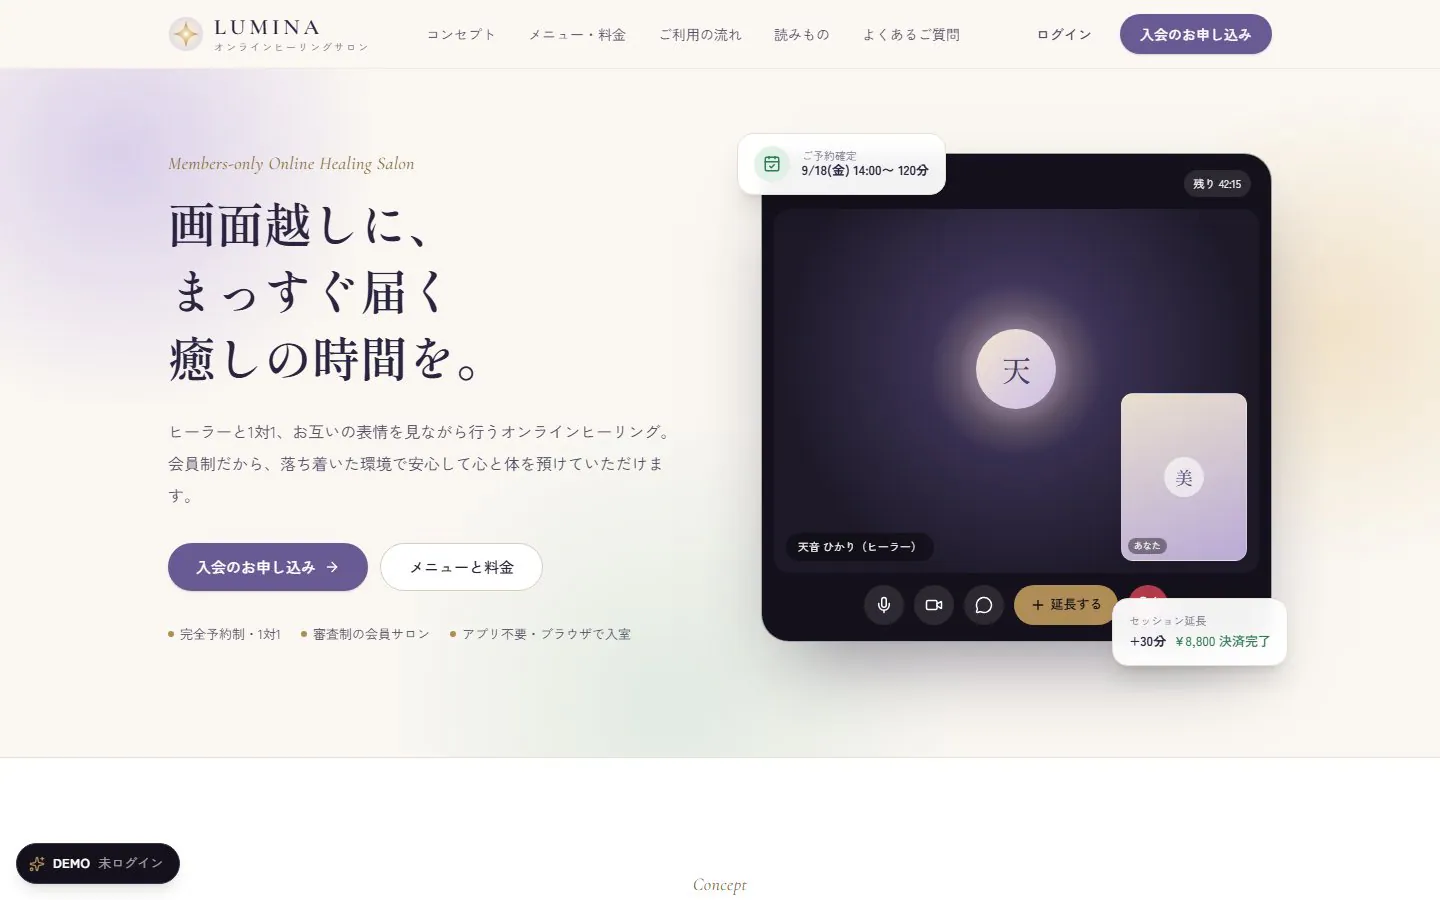 LUMINA
オンラインヒーリングサロン
コンセプト
メニュー・料金
ご利用の流れ
読みもの
よくあるご質問
ログイン
入会のお申し込み
Members-only Online Healing Salon
画面越しに、
まっすぐ届く
癒しの時間を。
ヒーラーと1対1、お互いの表情を見ながら行うオンラインヒーリング。
会員制だから、落ち着いた環境で安心して心と体を預けていただけま
す。
入会のお申し込み →
メニューと料金
完全予約制・1対1
審査制の会員サロン
アプリ不要・ブラウザで入室
ご予約確定
9/18(金) 14:00〜 120分
残り 42:15
天
美
あなた
天音 ひかり（ヒーラー）
+ 延長する
セッション延長
+30分 ¥8,800 決済完了
Concept
DEMO 未ログイン